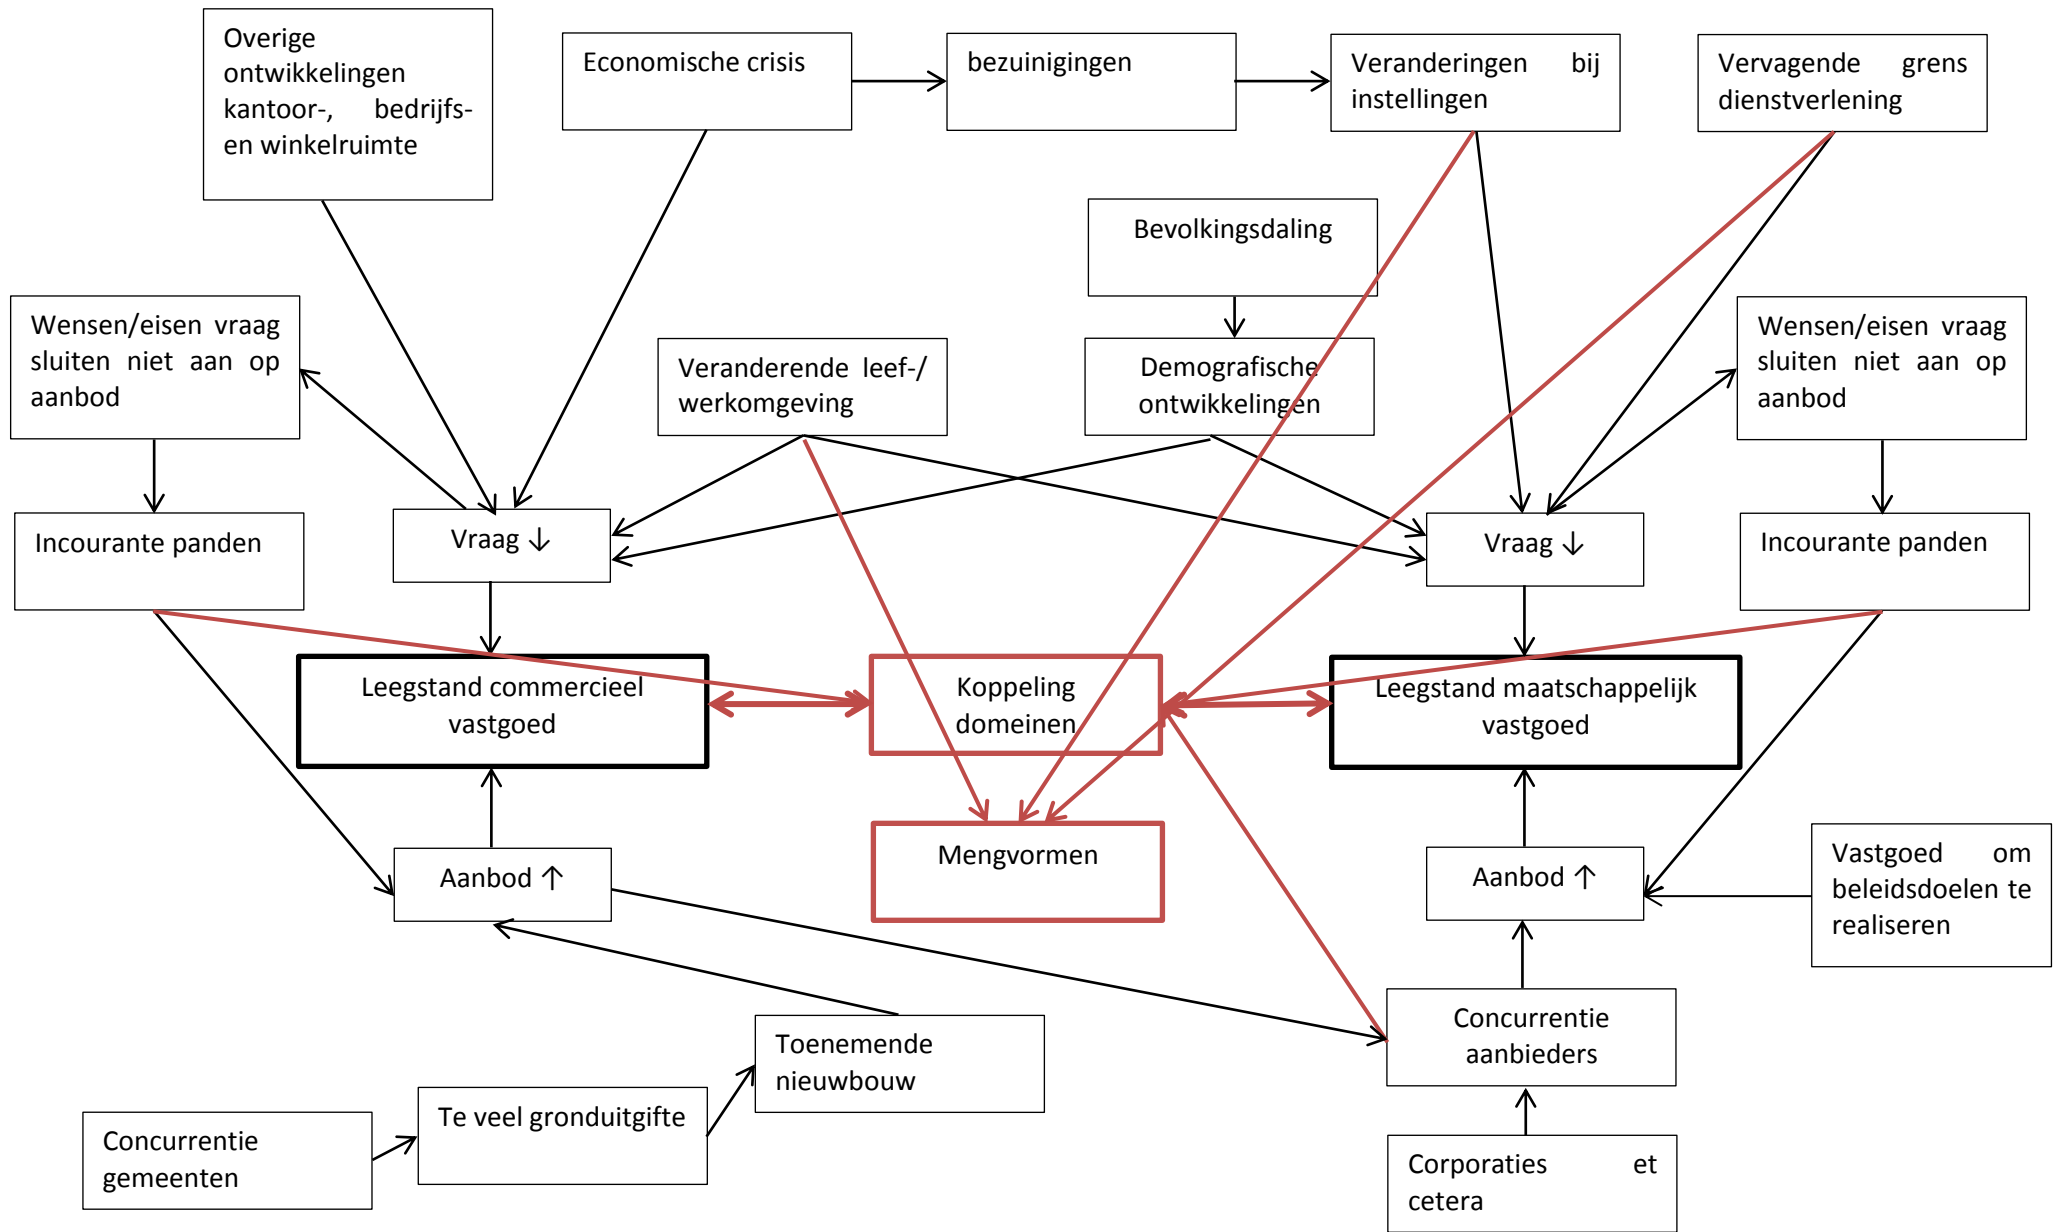 Overige
ontwikkelingen
kantoor-, bedrijfs-
en winkelruimte
Economische crisis
bezuinigingen
Veranderingen bij
instellingen
Vervagende grens
dienstverlening
Bevolkingsdaling
Wensen/eisen vraag
sluiten niet aan op
aanbod
Veranderende leef-/
werkomgeving
Demografische
ontwikkelingen
Wensen/eisen vraag
sluiten niet aan op
aanbod
Incourante panden
Vraag ↓
Vraag ↓
Incourante panden
Leegstand commercieel
vastgoed
Koppeling
domeinen
Leegstand maatschappelijk
vastgoed
Aanbod ↑
Mengvormen
Aanbod ↑
Vastgoed om
beleidsdoelen te
realiseren
Concurrentie
aanbieders
Toenemende
nieuwbouw
Te veel gronduitgifte
Concurrentie
gemeenten
Corporaties et
cetera